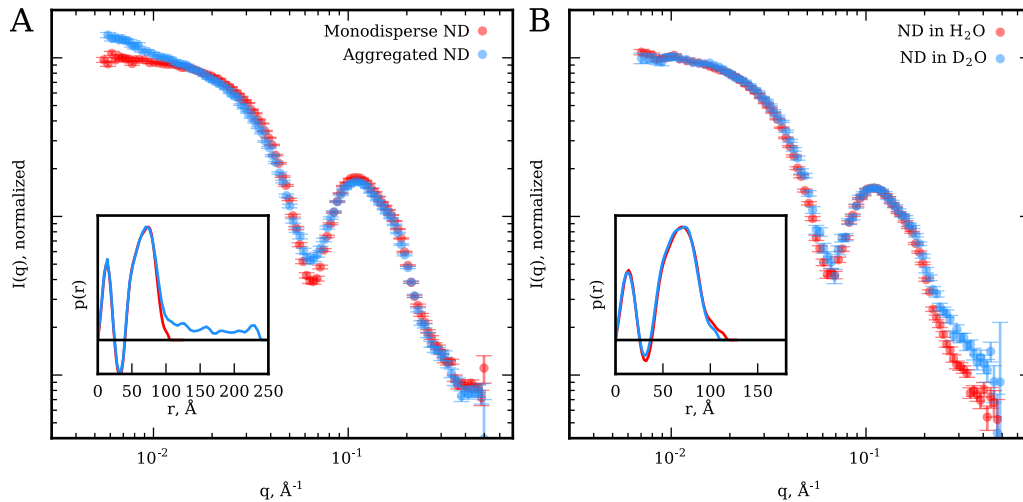 A
Monodisperse ND
Aggregated ND
I(q), normalized
p(r)
0 50 100 150 200 250
r, Å
10⁻² 10⁻¹
q, Å⁻¹
B
ND in H₂O
ND in D₂O
I(q), normalized
p(r)
0 50 100 150
r, Å
10⁻² 10⁻¹
q, Å⁻¹